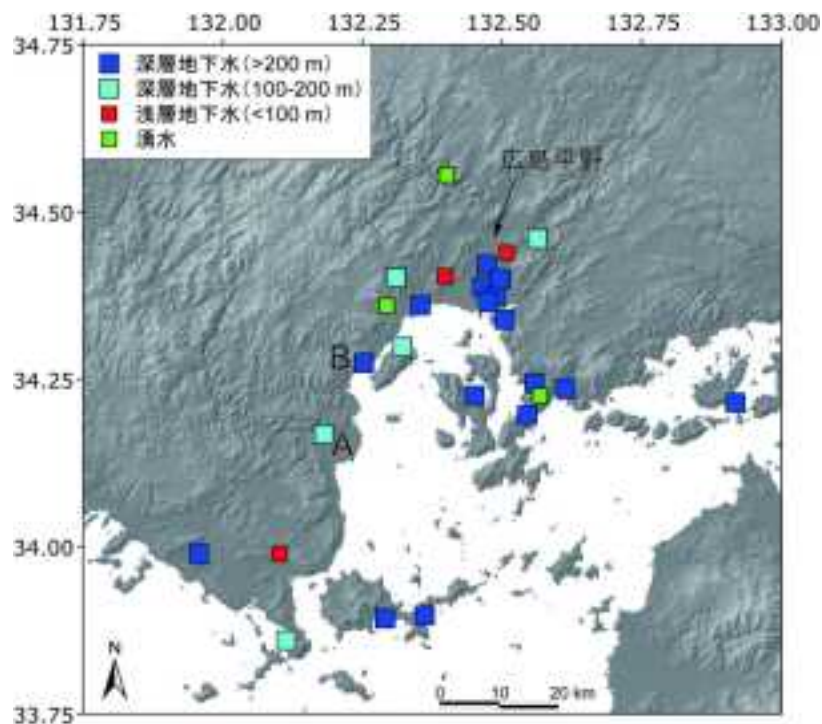 131.75 132.00 132.25 132.50 132.75 133.00
34.75
深層地下水(>200 m)
深層地下水(100-200 m)
浅層地下水(<100 m)
湧水
広島平野
34.50
B
34.25
A
34.00
N
0 10 20 km
33.75